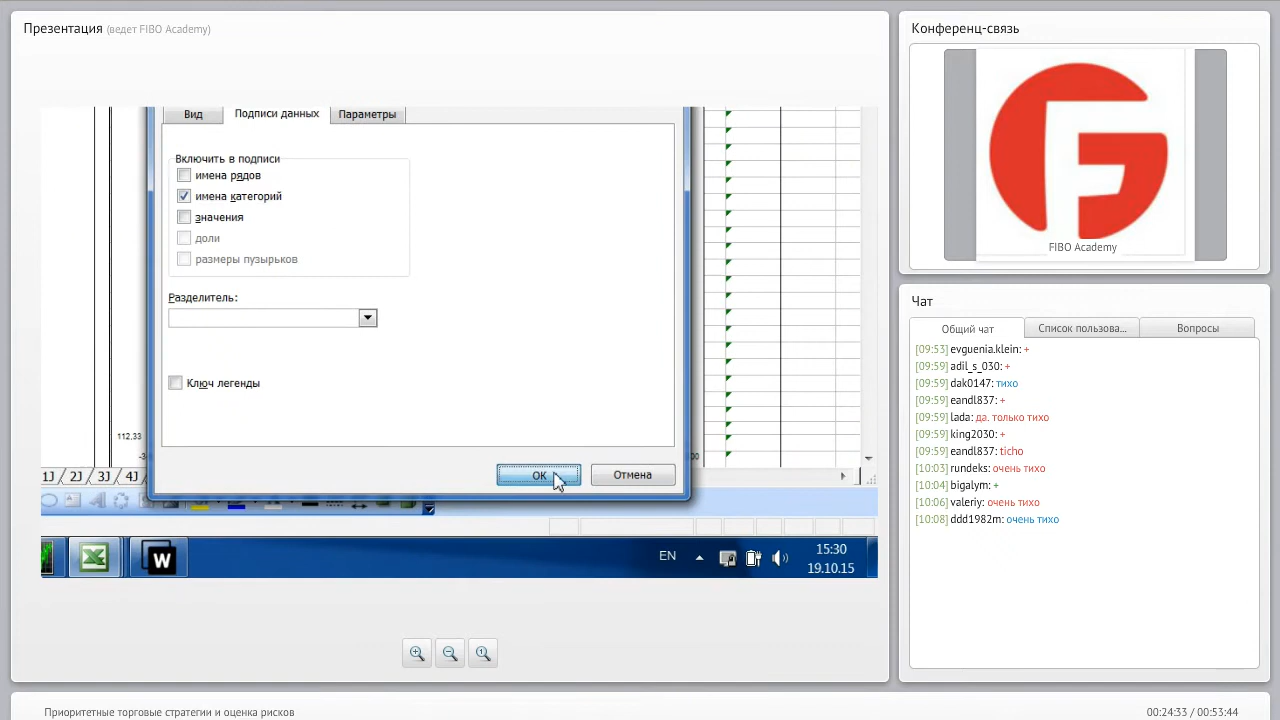 Презентация (ведет FIBO Academy)
Вид
Подписи данных
Параметры
Включить в подписи
имена рядов
имена категорий
значения
доли
размеры пузырьков
Разделитель:
Ключ легенды
112,33
1J / 2J / 3J / 4J
ОК
Отмена
EN
15:30
19.10.15
W
Конференц-связь
FIBO Academy
Чат
Общий чат
Список пользова...
Вопросы
[09:53] evguenia.klein: +
[09:59] adil_s_030: +
[09:59] dak0147: тихо
[09:59] eandl837: +
[09:59] lada: да. только тихо
[09:59] king2030: +
[09:59] eandl837: ticho
[10:03] rundeks: очень тихо
[10:04] bigalym: +
[10:06] valeriy: очень тихо
[10:08] ddd1982m: очень тихо
Приоритетные торговые стратегии и оценка рисков
00:24:33 / 00:53:44